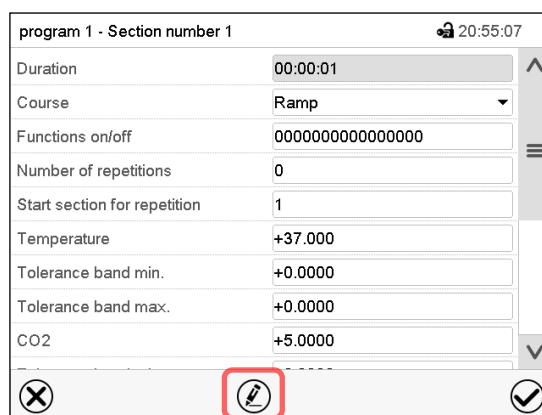 program 1 - Section number 1 20:55:07
Duration 00:00:01
Course Ramp
Functions on/off 0000000000000000
Number of repetitions 0
Start section for repetition 1
Temperature +37.000
Tolerance band min. +0.0000
Tolerance band max. +0.0000
CO2 +5.0000